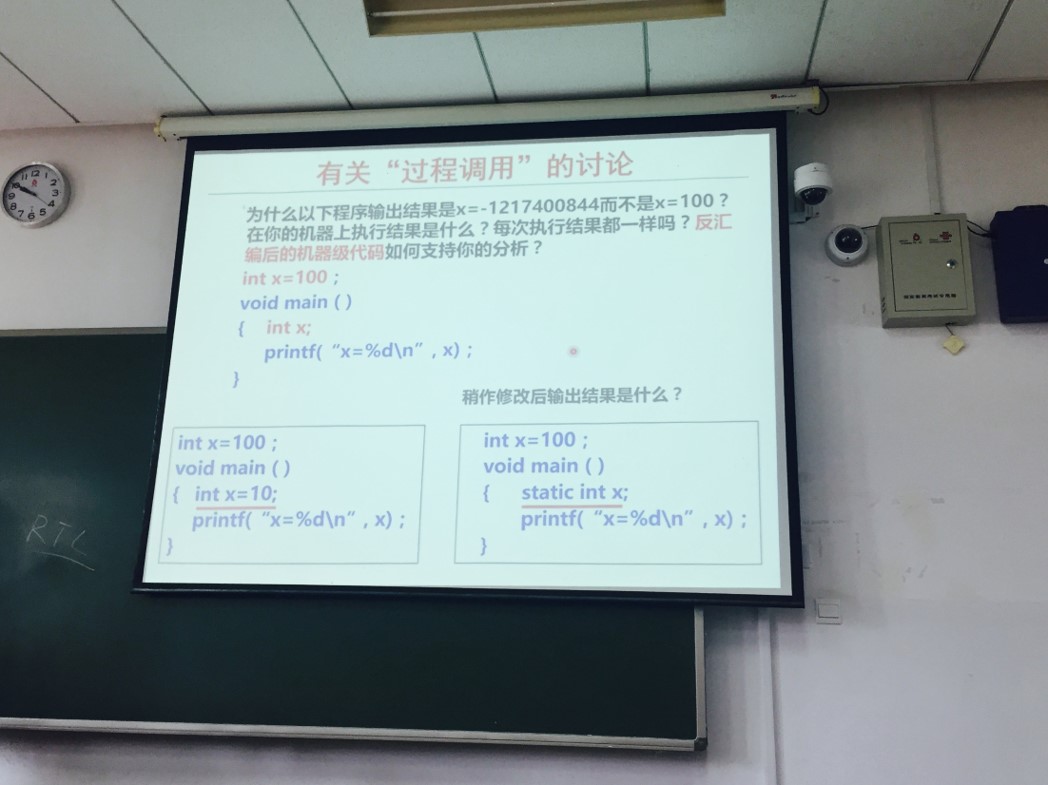 有关“过程调用”的讨论
为什么以下程序输出结果是x=-1217400844而不是x=100？
在你的机器上执行结果是什么？每次执行结果都一样吗？反汇
编后的机器级代码如何支持你的分析？
int x=100；
void main ( )
{ int x;
printf(“x=%d\n”, x)；
}
稍作修改后输出结果是什么？
int x=100；
void main ( )
{ int x=10;
printf(“x=%d\n”, x)；
}
int x=100；
void main ( )
{ static int x;
printf(“x=%d\n”, x)；
}
RTL